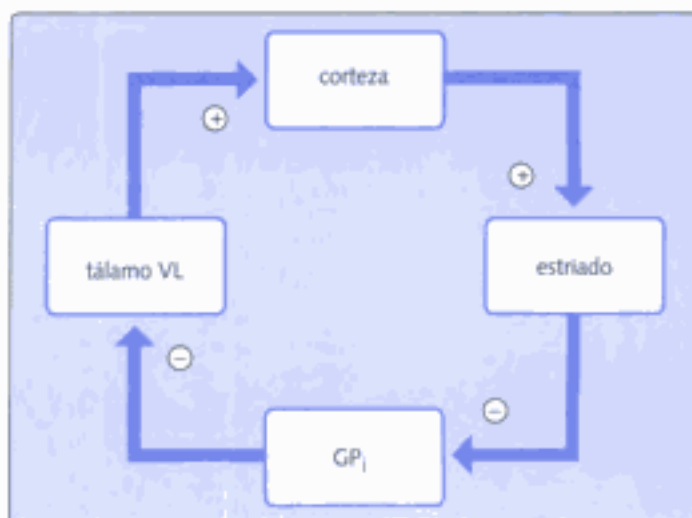 corteza
+
+
tálamo VL
estriado
−
−
GPi